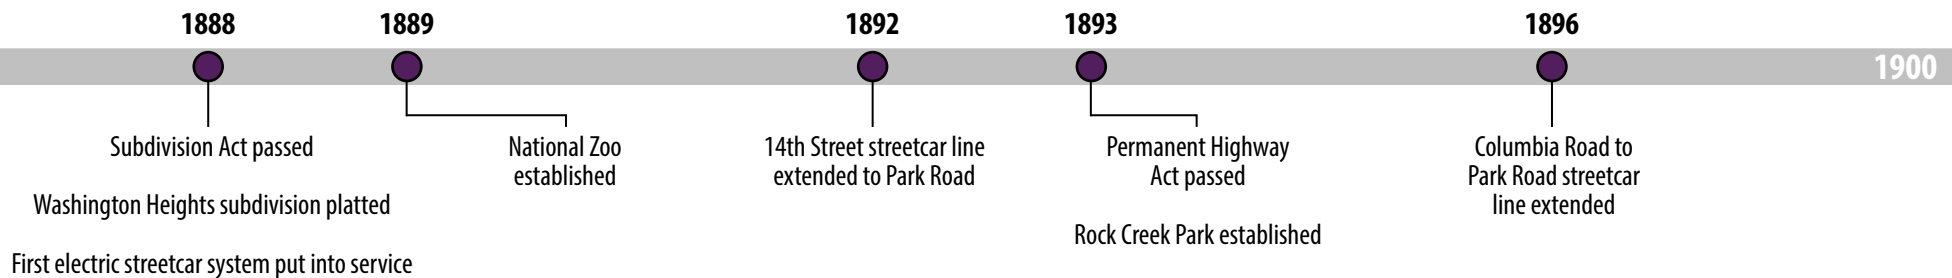 1888
1889
1892
1893
1896
1900
Subdivision Act passed
Washington Heights subdivision platted
First electric streetcar system put into service
National Zoo
established
14th Street streetcar line
extended to Park Road
Permanent Highway
Act passed
Rock Creek Park established
Columbia Road to
Park Road streetcar
line extended